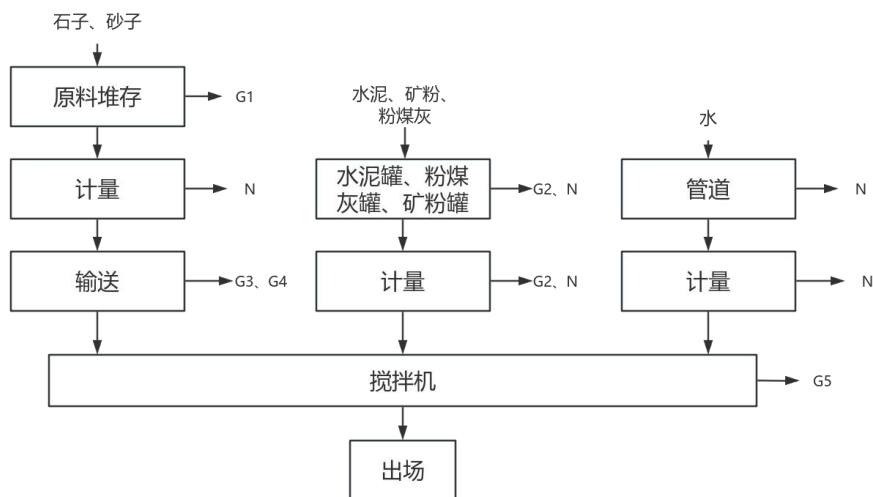 石子、砂子
原料堆存
G1
水泥、矿粉、
粉煤灰
水
计量
N
水泥罐、粉煤
灰罐、矿粉罐
G2、N
管道
N
输送
G3、G4
计量
G2、N
计量
N
搅拌机
G5
出场